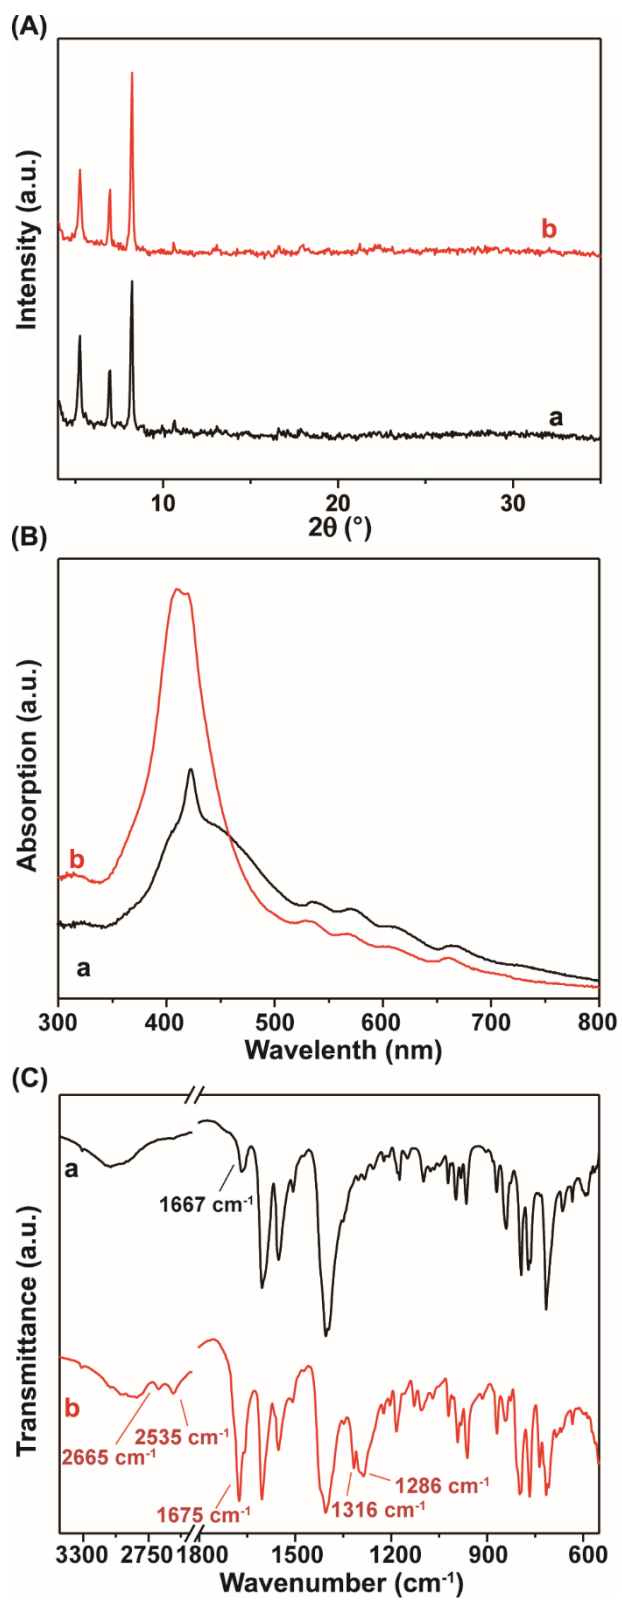 (A)
Intensity (a.u.)
b
a
10 20 30
2θ (°)
(B)
Absorption (a.u.)
b
a
300 400 500 600 700 800
Wavelenth (nm)
(C)
Transmittance (a.u.)
a
1667 cm-1
b
2665 cm-1
2535 cm-1
1675 cm-1
1316 cm-1
1286 cm-1
3300 2750 1800 1500 1200 900 600
Wavenumber (cm-1)